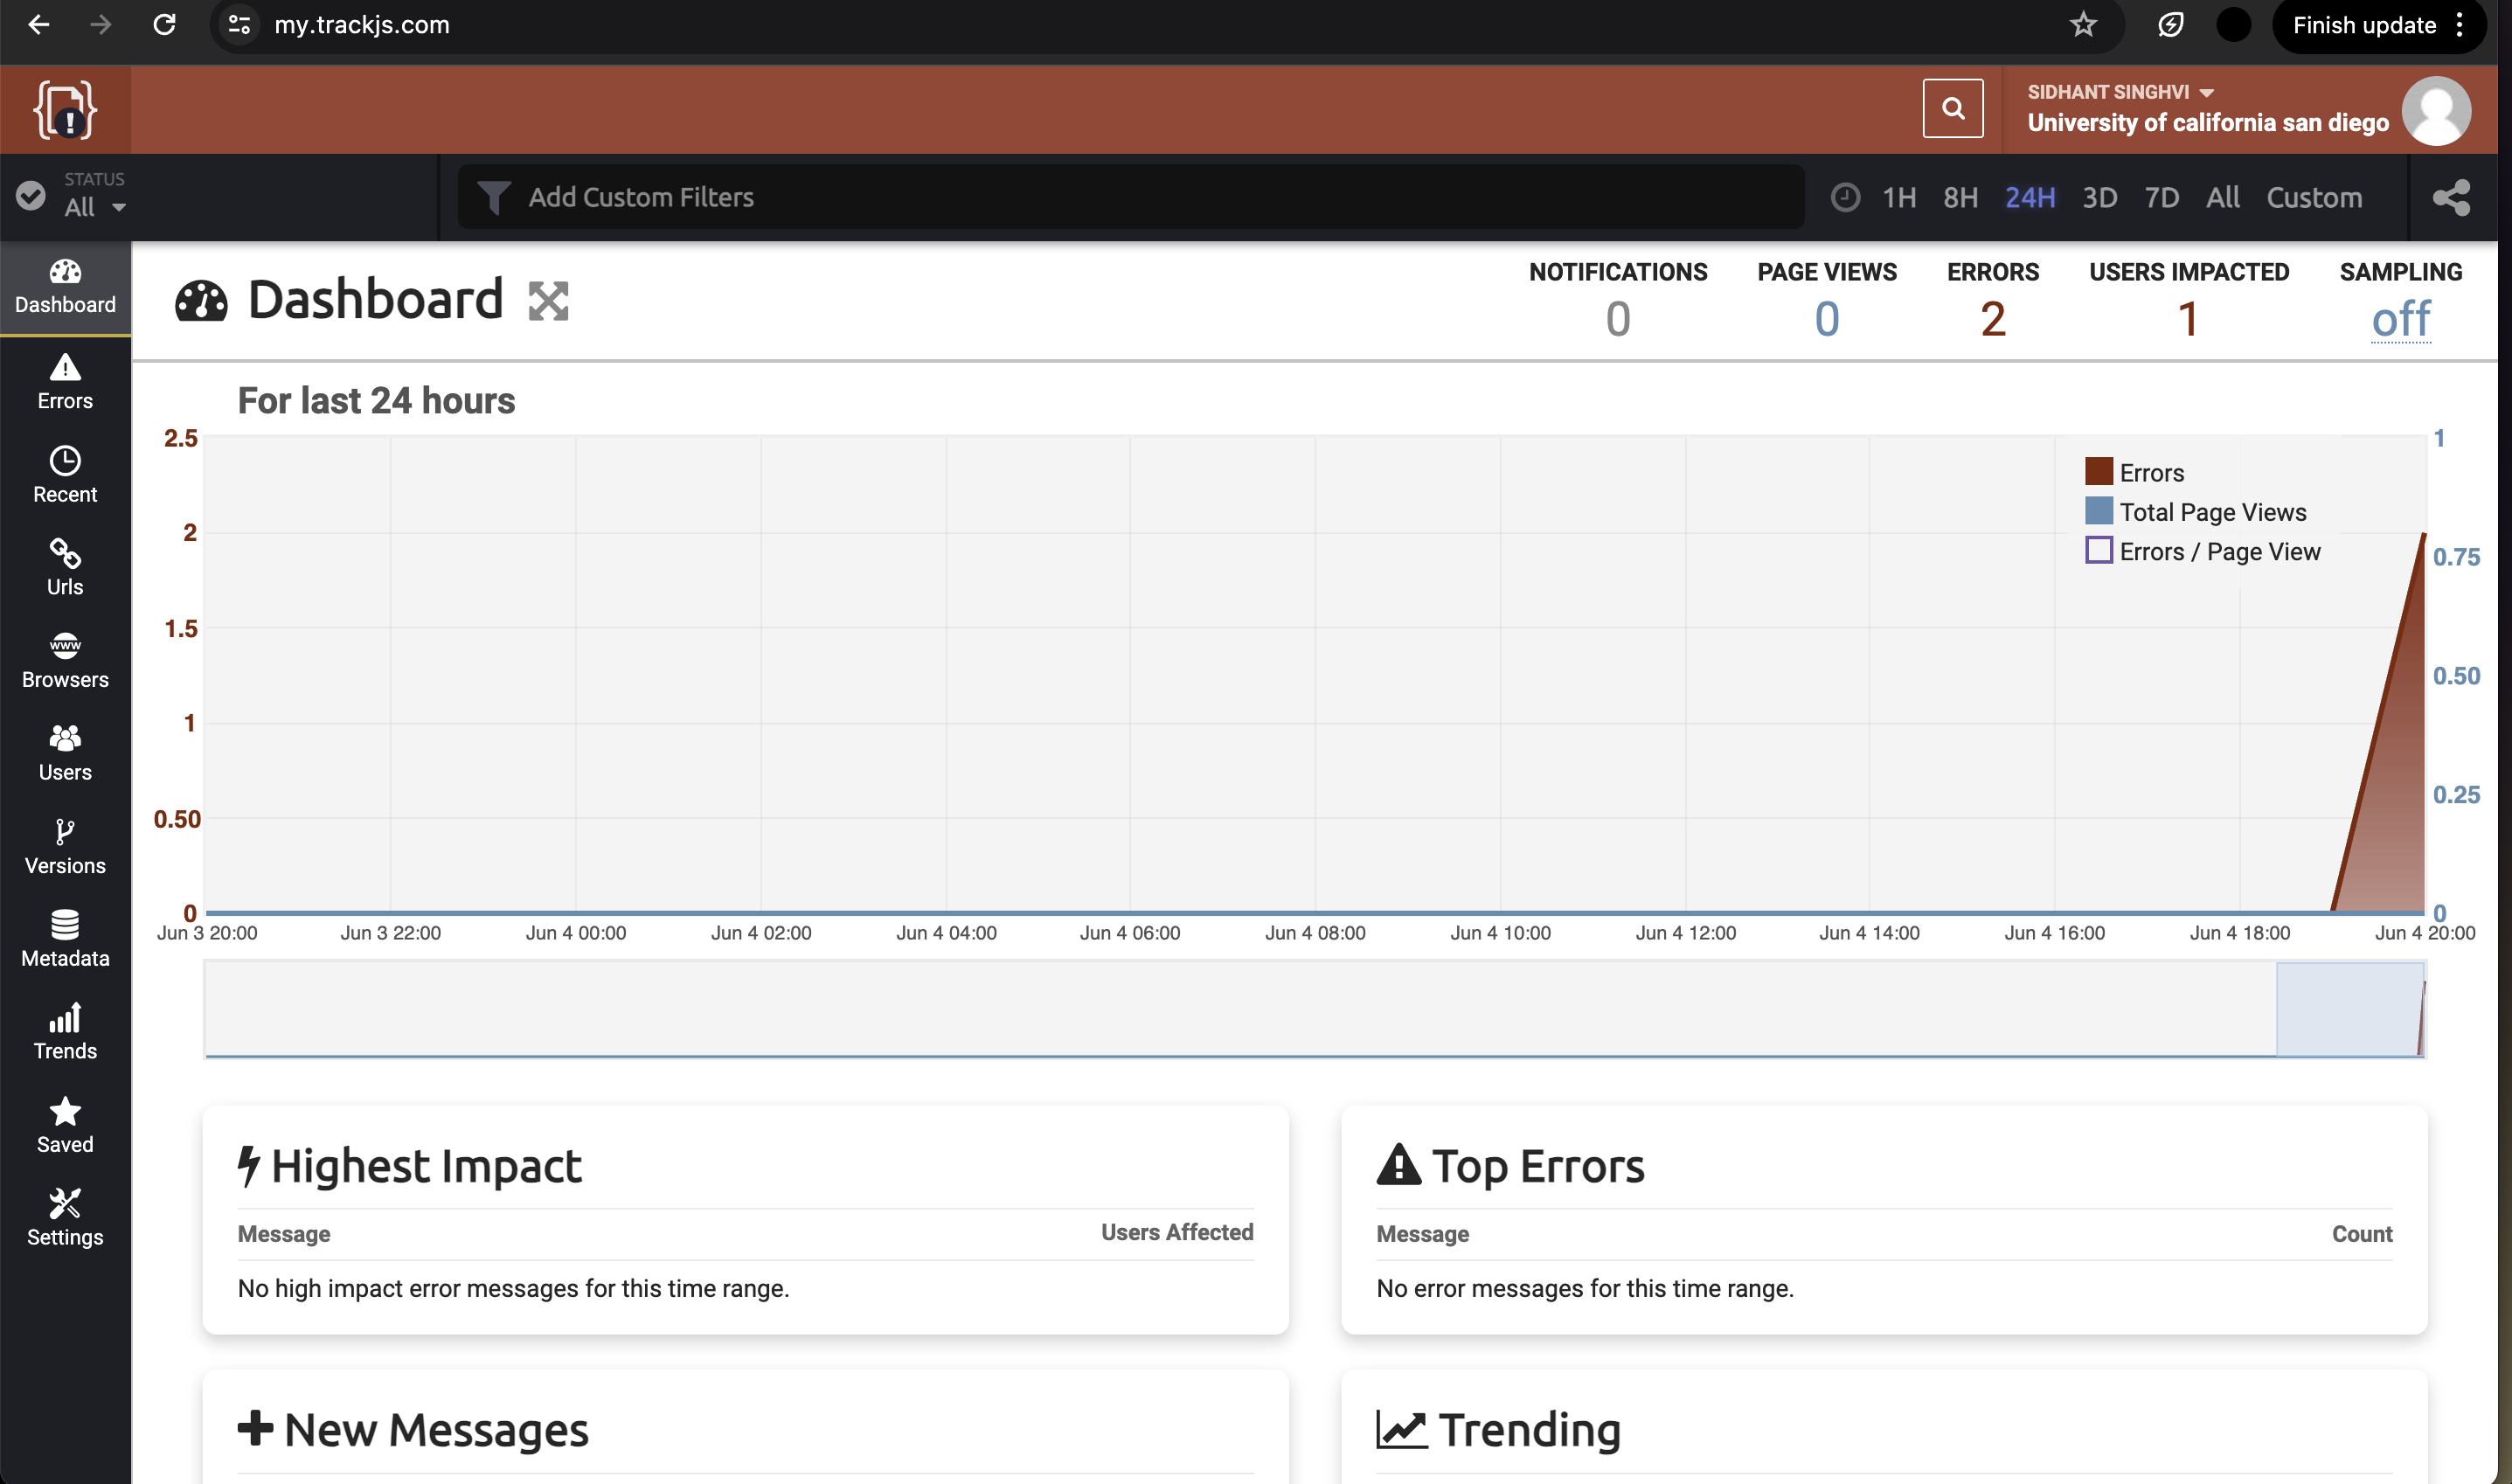 my.trackjs.com
Finish update
SIDHANT SINGHVI
University of california san diego
STATUS
All
Add Custom Filters
1H 8H 24H 3D 7D All Custom
Dashboard
Errors
Recent
Urls
www
Browsers
Users
Versions
Metadata
Trends
Saved
Settings
Dashboard
NOTIFICATIONS
0
PAGE VIEWS
0
ERRORS
2
USERS IMPACTED
1
SAMPLING
off
For last 24 hours
2.5
2
1.5
1
0.50
0
1
0.75
0.50
0.25
0
Errors
Total Page Views
Errors / Page View
Jun 3 20:00 Jun 3 22:00 Jun 4 00:00 Jun 4 02:00 Jun 4 04:00 Jun 4 06:00 Jun 4 08:00 Jun 4 10:00 Jun 4 12:00 Jun 4 14:00 Jun 4 16:00 Jun 4 18:00 Jun 4 20:00
Highest Impact
Message Users Affected
No high impact error messages for this time range.
Top Errors
Message Count
No error messages for this time range.
New Messages
Trending